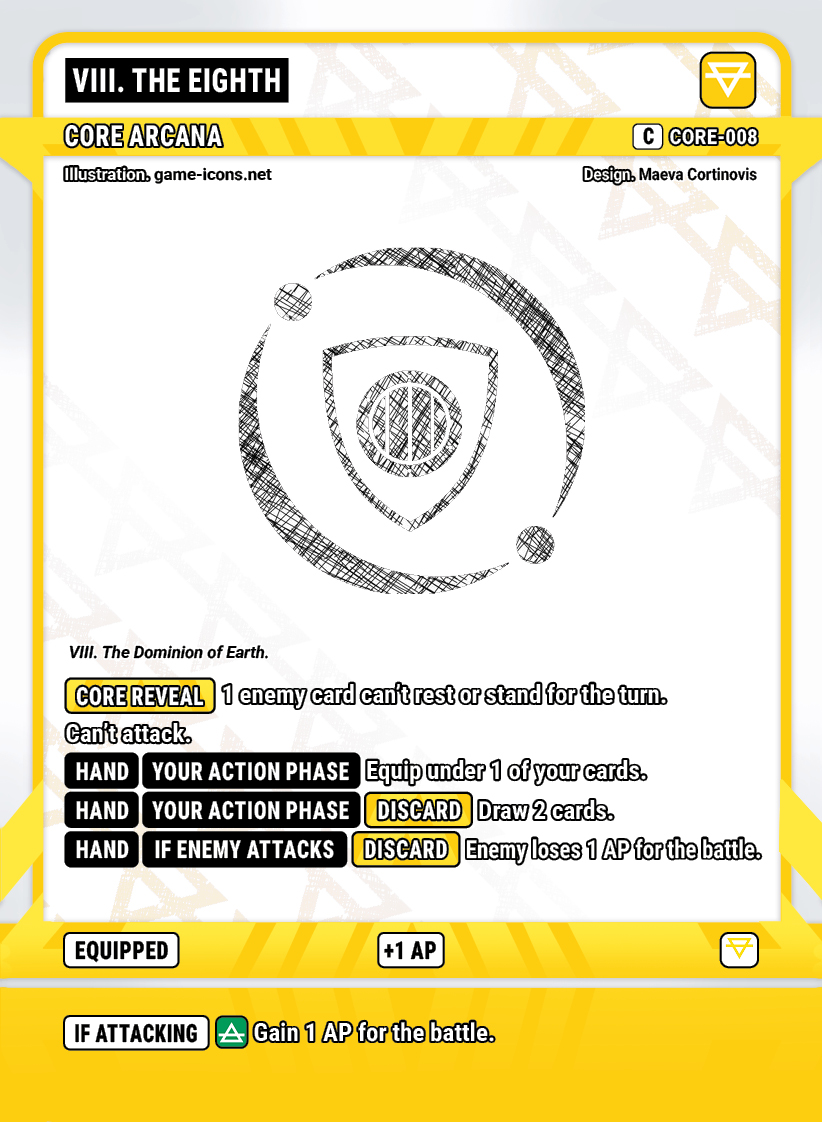 VIII. THE EIGHTH
CORE ARCANA
C CORE-008
Illustration. game-icons.net
Design. Maeva Cortinovis
VIII. The Dominion of Earth.
CORE REVEAL 1 enemy card can't rest or stand for the turn.
Can't attack.
HAND YOUR ACTION PHASE Equip under 1 of your cards.
HAND YOUR ACTION PHASE DISCARD Draw 2 cards.
HAND IF ENEMY ATTACKS DISCARD Enemy loses 1 AP for the battle.
EQUIPPED +1 AP
IF ATTACKING Gain 1 AP for the battle.